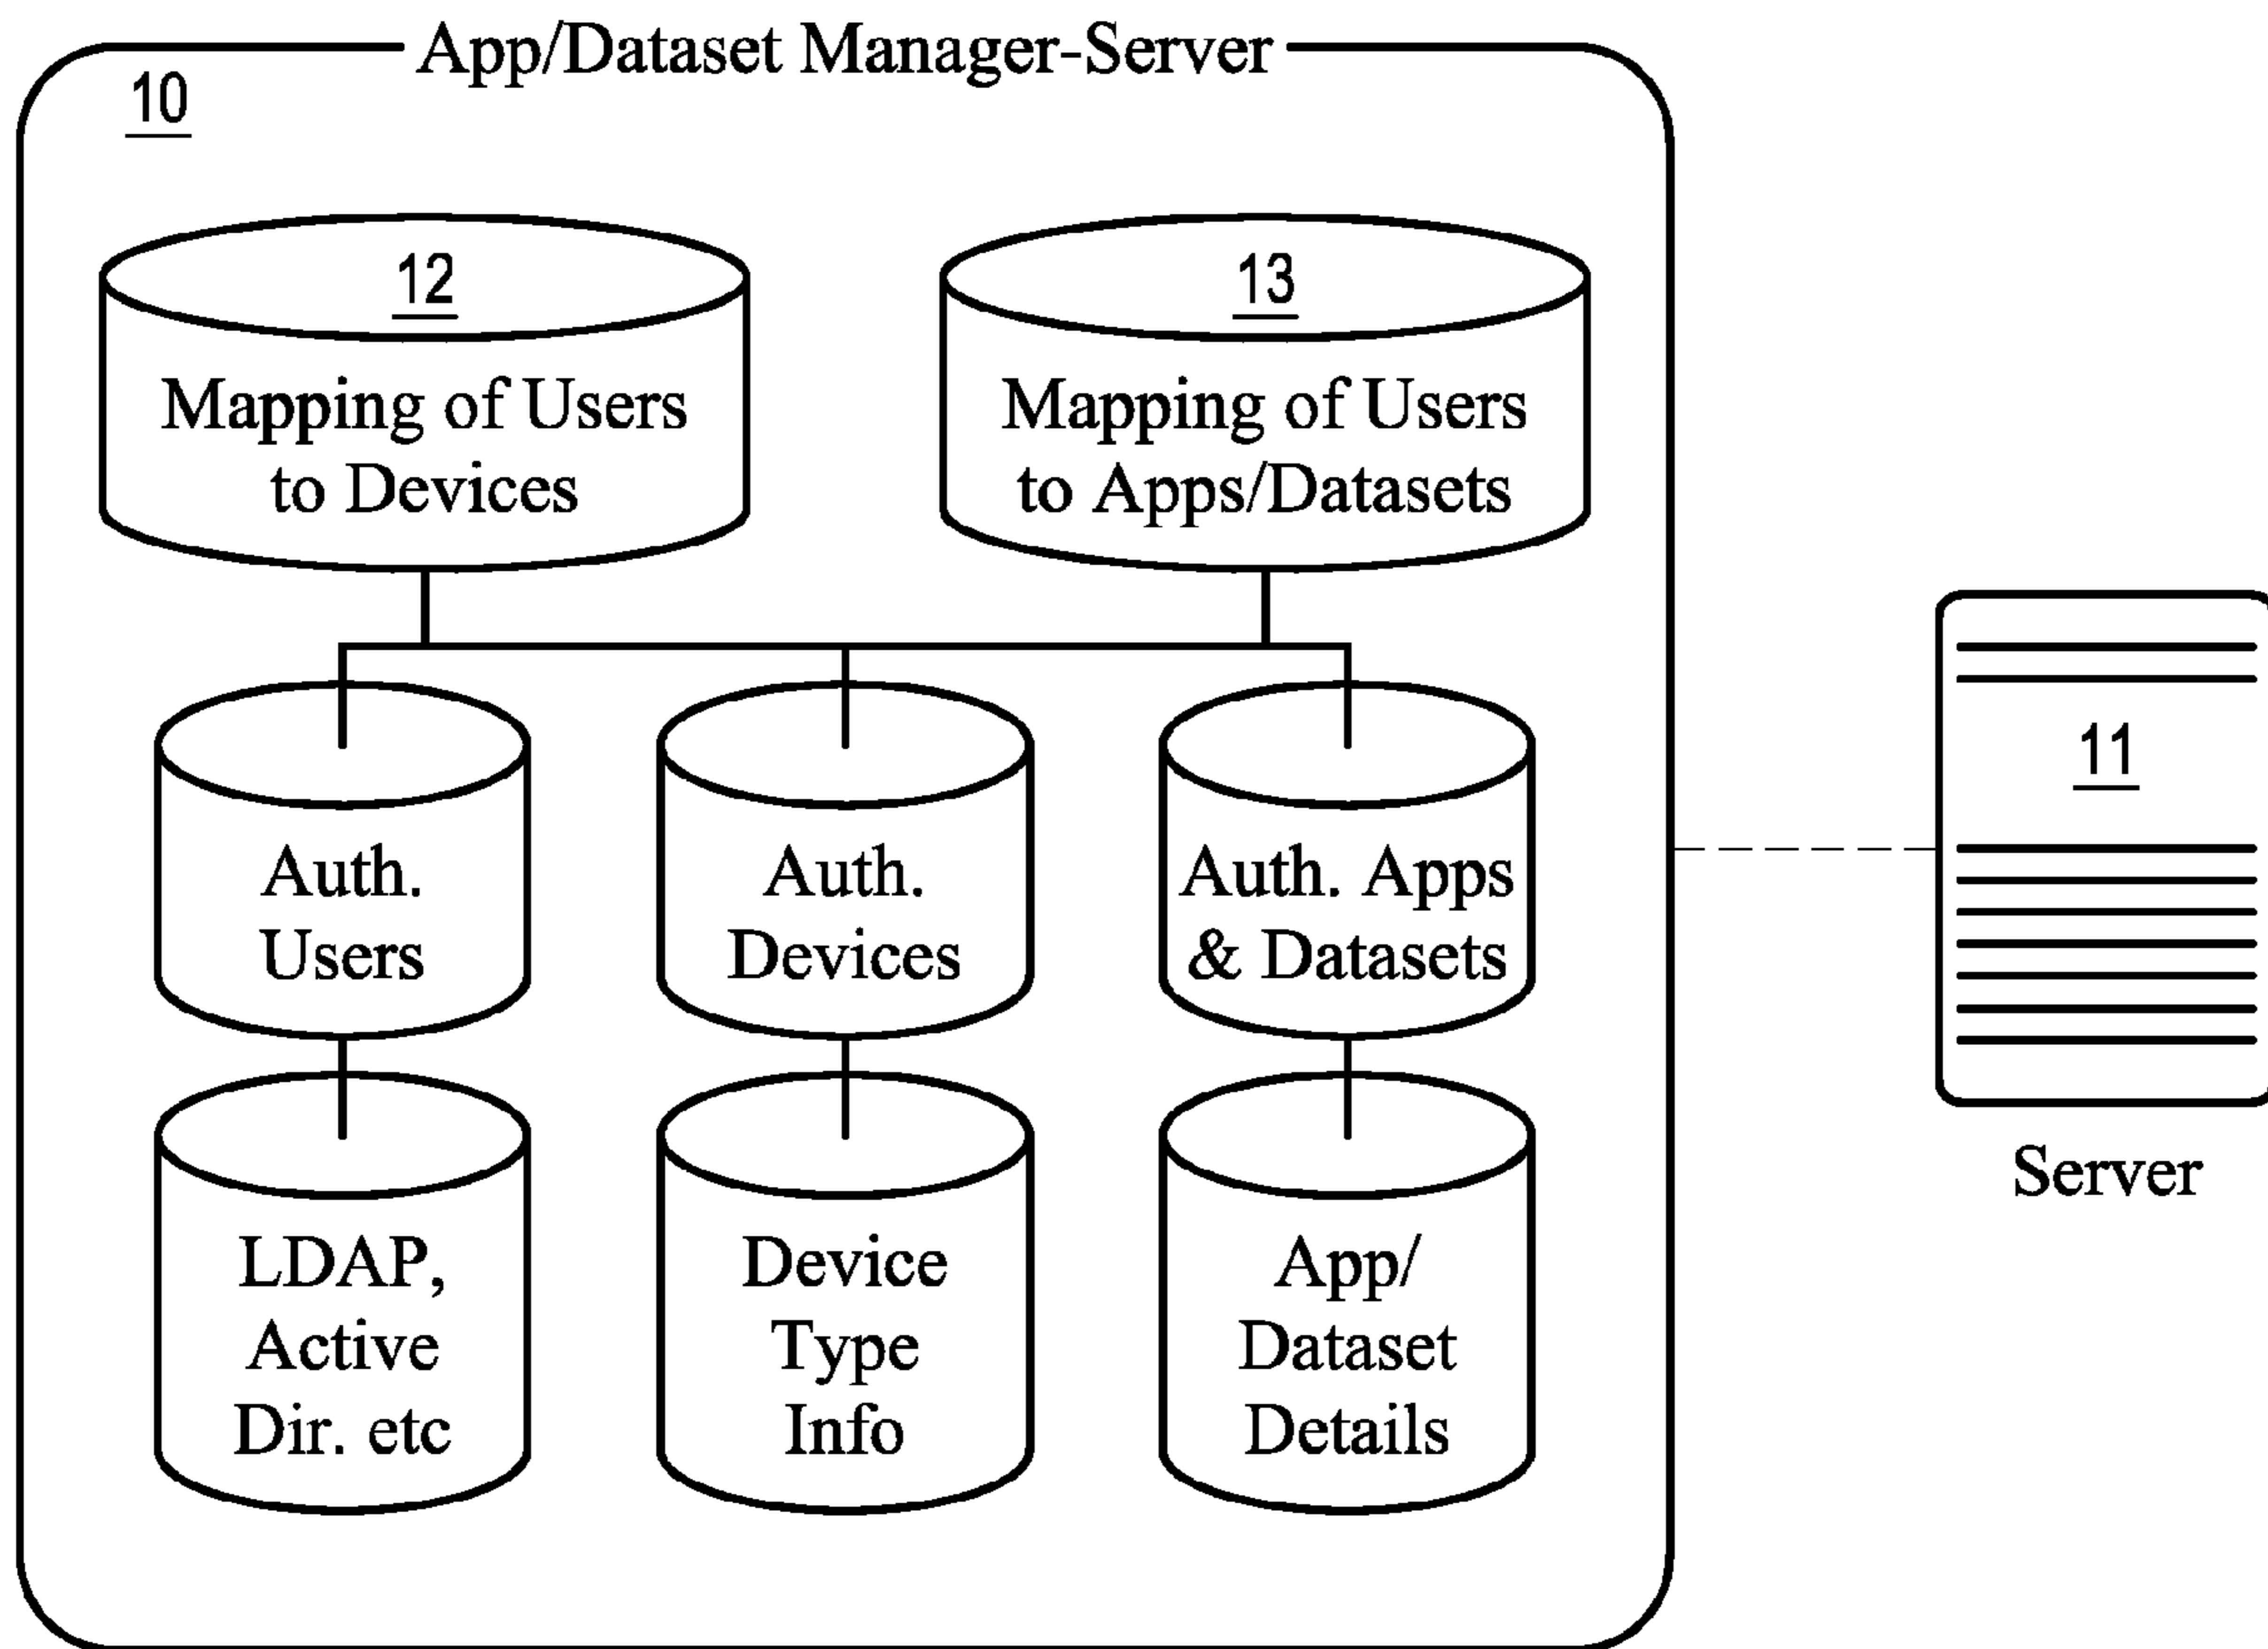 App/Dataset Manager-Server
10
12
Mapping of Users
to Devices
13
Mapping of Users
to Apps/Datasets
Auth.
Users
Auth.
Devices
Auth. Apps
& Datasets
LDAP,
Active
Dir. etc
Device
Type
Info
App/
Dataset
Details
11
Server